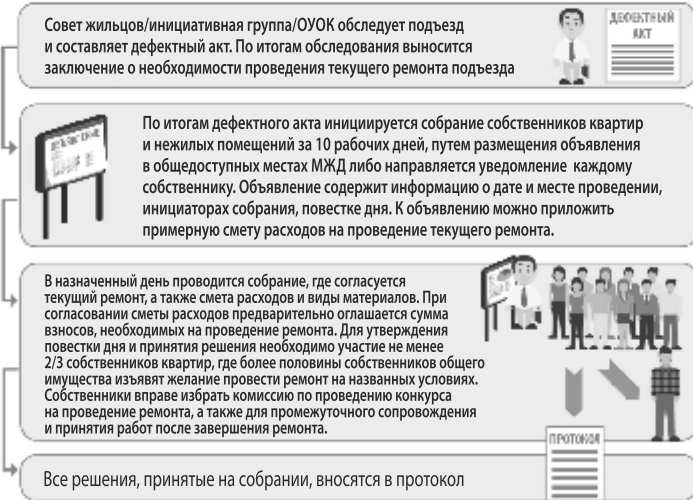 Совет жильцов/инициативная группа/ОУОК обследует подъезд
и составляет дефектный акт. По итогам обследования выносится
заключение о необходимости проведения текущего ремонта подъезда
ДЕФЕКТНЫЙ
АКТ
ОБЪЯВЛЕНИЕ
По итогам дефектного акта инициируется собрание собственников квартир
и нежилых помещений за 10 рабочих дней, путем размещения объявления
в общедоступных местах МЖД либо направляется уведомление каждому
собственнику. Объявление содержит информацию о дате и месте проведении,
инициаторах собрания, повестке дня. К объявлению можно приложить
примерную смету расходов на проведение текущего ремонта.
В назначенный день проводится собрание, где согласуется
текущий ремонт, а также смета расходов и виды материалов. При
согласовании сметы расходов предварительно оглашается сумма
взносов, необходимых на проведение ремонта. Для утверждения
повестки дня и принятия решения необходимо участие не менее
2/3 собственников квартир, где более половины собственников общего
имущества изъявят желание провести ремонт на названных условиях.
Собственники вправе избрать комиссию по проведению конкурса
на проведение ремонта, а также для промежуточного сопровождения
и принятия работ после завершения ремонта.
ПРОТОКОЛ
Все решения, принятые на собрании, вносятся в протокол